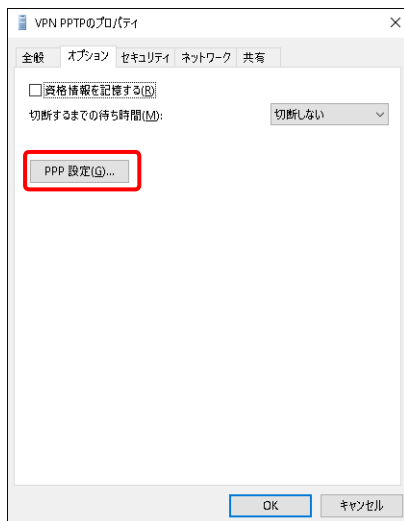 VPN PPTPのプロパティ
全般 オプション セキュリティ ネットワーク 共有
資格情報を記憶する(R)
切断するまでの待ち時間(M): 切断しない
PPP 設定(G)...
OK キャンセル